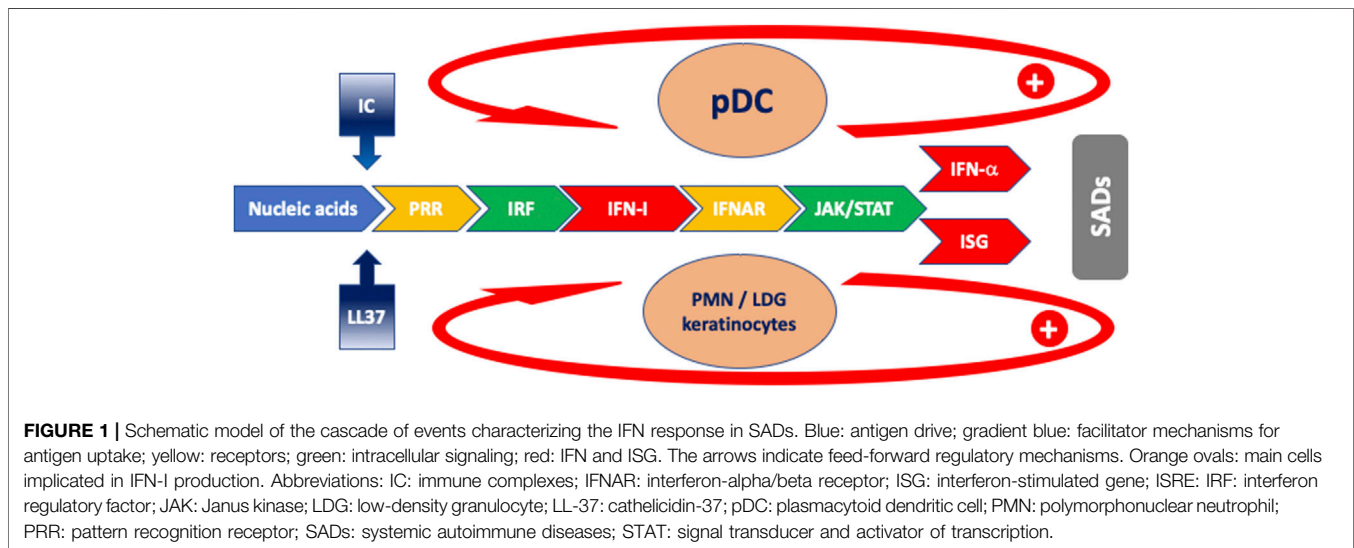 IC
pDC
+
IFN-α
Nucleic acids
PRR
IRF
IFN-I
IFNAR
JAK/STAT
ISG
SADs
LL37
PMN / LDG
keratinocytes
+
FIGURE 1 | Schematic model of the cascade of events characterizing the IFN response in SADs. Blue: antigen drive; gradient blue: facilitator mechanisms for
antigen uptake; yellow: receptors; green: intracellular signaling; red: IFN and ISG. The arrows indicate feed-forward regulatory mechanisms. Orange ovals: main cells
implicated in IFN-I production. Abbreviations: IC: immune complexes; IFNAR: interferon-alpha/beta receptor; ISG: interferon-stimulated gene; ISRE: IRF: interferon
regulatory factor; JAK: Janus kinase; LDG: low-density granulocyte; LL-37: cathelicidin-37; pDC: plasmacytoid dendritic cell; PMN: polymorphonuclear neutrophil;
PRR: pattern recognition receptor; SADs: systemic autoimmune diseases; STAT: signal transducer and activator of transcription.